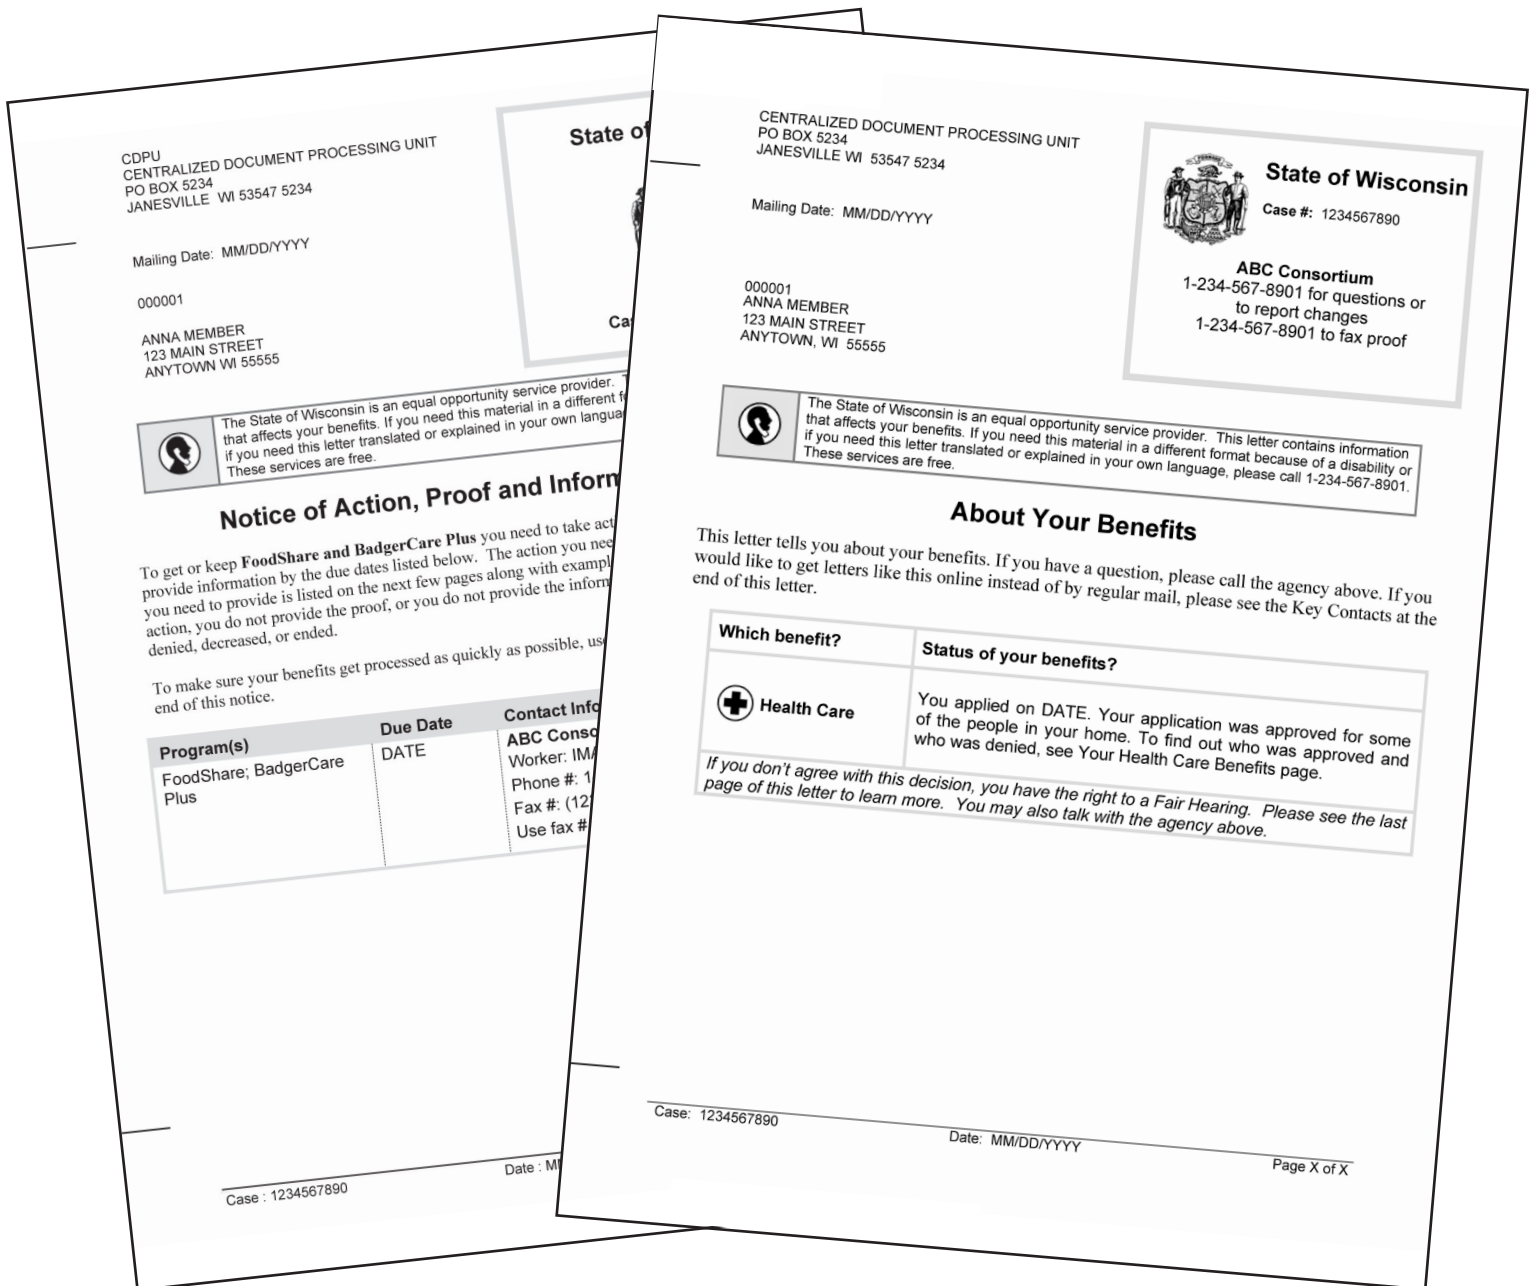 CDPU
CENTRALIZED DOCUMENT PROCESSING UNIT
PO BOX 5234
JANESVILLE WI 53547 5234
Mailing Date: MM/DD/YYYY
000001
ANNA MEMBER
123 MAIN STREET
ANYTOWN WI 55555
State of
The State of Wisconsin is an equal opportunity service provider.
that affects your benefits. If you need this material in a different
if you need this letter translated or explained in your own
These services are free.
Notice of Action, Proof and
To get or keep FoodShare and BadgerCare Plus you need to take
provide information by the due dates listed below. The action you
you need to provide is listed on the next few pages along with
action, you do not provide the proof, or you do not provide the
denied, decreased, or ended.
To make sure your benefits get processed as quickly as possible,
end of this notice.
Program(s)
Due Date
Contact
FoodShare; BadgerCare
Plus
DATE
ABC
Worker:
Phone #: 1
Fax #: (12
Use fax #
Case : 1234567890
Date :
CENTRALIZED DOCUMENT PROCESSING UNIT
PO BOX 5234
JANESVILLE WI 53547 5234
Mailing Date: MM/DD/YYYY
000001
ANNA MEMBER
123 MAIN STREET
ANYTOWN, WI 55555
State of Wisconsin
Case #: 1234567890
ABC Consortium
1-234-567-8901 for questions or
to report changes
1-234-567-8901 to fax proof
The State of Wisconsin is an equal opportunity service provider. This letter contains information
that affects your benefits. If you need this material in a different format because of a disability or
if you need this letter translated or explained in your own language, please call 1-234-567-8901.
These services are free.
About Your Benefits
This letter tells you about your benefits. If you have a question, please call the agency above. If you
would like to get letters like this online instead of by regular mail, please see the Key Contacts at the
end of this letter.
Which benefit?
Status of your benefits?
Health Care
You applied on DATE. Your application was approved for some
of the people in your home. To find out who was approved and
who was denied, see Your Health Care Benefits page.
If you don't agree with this decision, you have the right to a Fair Hearing. Please see the last
page of this letter to learn more. You may also talk with the agency above.
Case: 1234567890
Date: MM/DD/YYYY
Page X of X